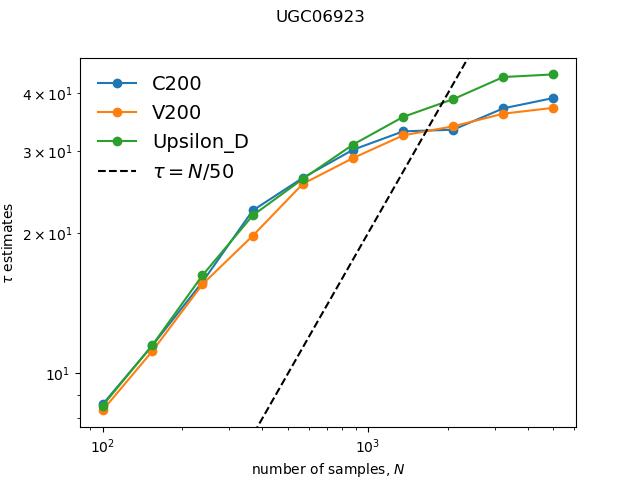 UGC06923
C200
V200
Upsilon_D
τ = N/50
4 × 10¹
3 × 10¹
2 × 10¹
10¹
τ estimates
10² 10³
number of samples, N